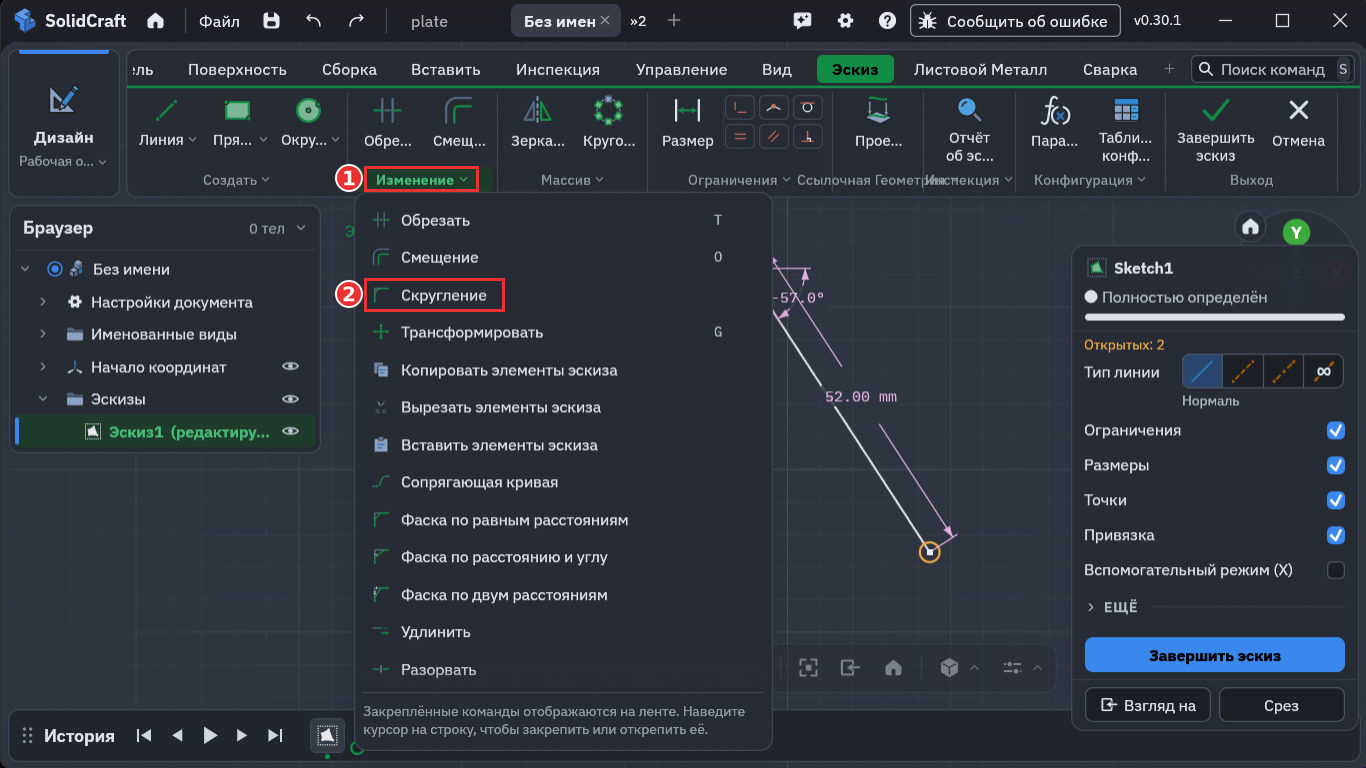 SolidCraft
Файл
plate
Без имен
»2
Сообщить об ошибке
v0.30.1
ель
Поверхность
Сборка
Вставить
Инспекция
Управление
Вид
Эскиз
Листовой Металл
Сварка
Поиск команд
S
Дизайн
Рабочая о...
Линия
Пря...
Окру...
Обре...
Смещ...
Зерка...
Круго...
Размер
Прое...
Отчёт
об эс...
Пара...
Табли...
конф...
Завершить
эскиз
Отмена
Создать
1
Изменение
Массив
Ограничения
Ссылочная Геометрия
Инспекция
Конфигурация
Выход
Браузер
0 тел
Без имени
Настройки документа
Именованные виды
Начало координат
Эскизы
Эскиз1 (редактиру...
Обрезать
T
Смещение
O
2
Скругление
Трансформировать
G
Копировать элементы эскиза
Вырезать элементы эскиза
Вставить элементы эскиза
Сопрягающая кривая
Фаска по равным расстояниям
Фаска по расстоянию и углу
Фаска по двум расстояниям
Удлинить
Разорвать
Закреплённые команды отображаются на ленте. Наведите
курсор на строку, чтобы закрепить или открепить её.
-57.0°
52.00 mm
Y
Sketch1
Полностью определён
Открытых: 2
Тип линии
Нормаль
Ограничения
Размеры
Точки
Привязка
Вспомогательный режим (X)
ЕЩЁ
Завершить эскиз
Взгляд на
Срез
История